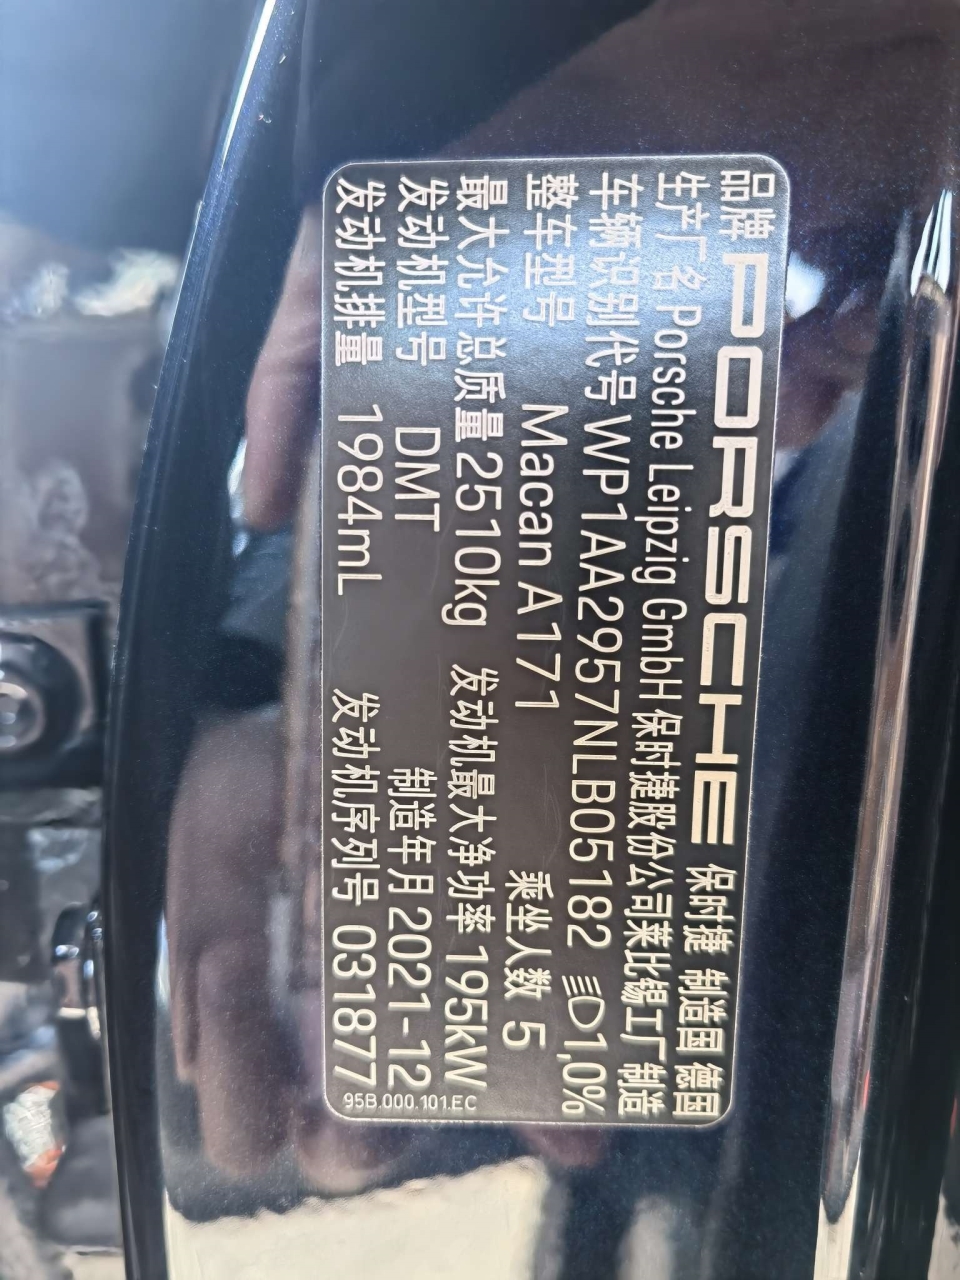 品牌 PORSCHE 保时捷 制造国 德国
生产厂名 Porsche Leipzig GmbH 保时捷股份公司莱比锡工厂制造
车辆识别代号 WP1AA2957NLB05182 1,0%
整车型号 Macan A171 乘坐人数 5
最大允许总质量 2510kg 发动机最大净功率 195kW
发动机型号 DMT 制造年月 2021-12
发动机排量 1984mL 发动机序列号 031877
95B.000.101.EC